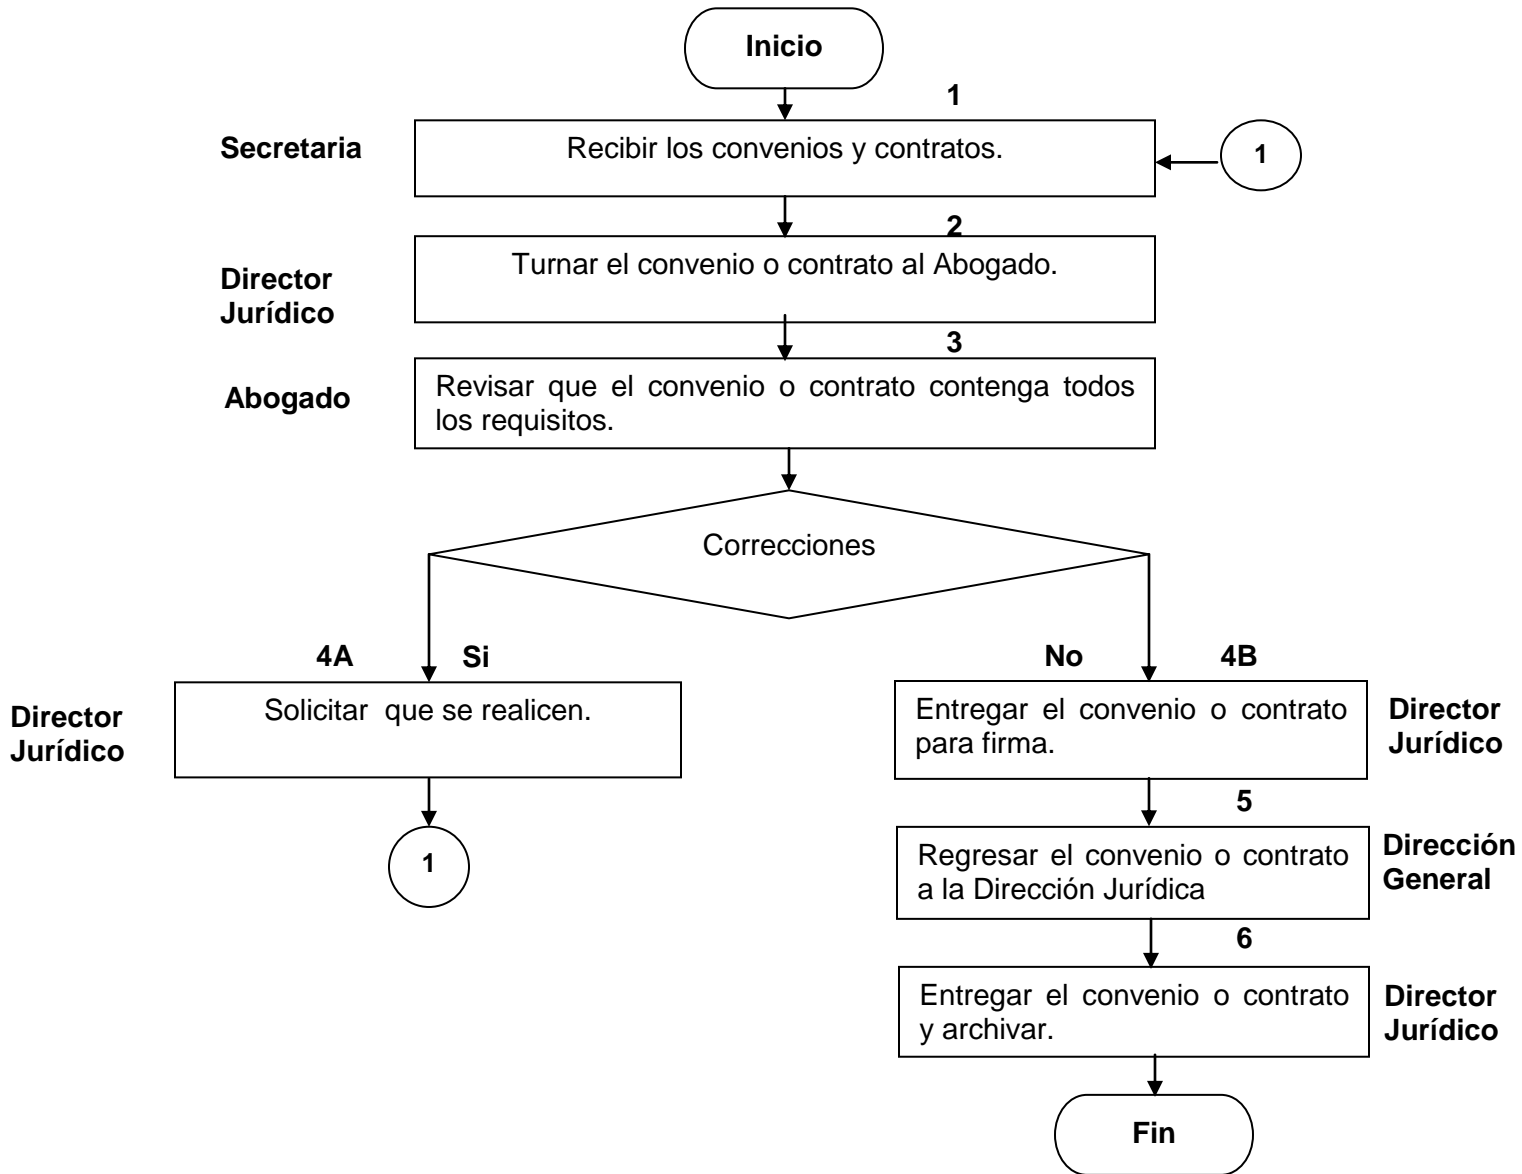 Inicio
1
Secretaria
Recibir los convenios y contratos.
1
2
Director
Jurídico
Turnar el convenio o contrato al Abogado.
3
Abogado
Revisar que el convenio o contrato contenga todos
los requisitos.
Correcciones
4A
Si
No
4B
Director
Jurídico
Solicitar que se realicen.
Entregar el convenio o contrato
para firma.
Director
Jurídico
1
5
Regresar el convenio o contrato
a la Dirección Jurídica
Dirección
General
6
Entregar el convenio o contrato
y archivar.
Director
Jurídico
Fin